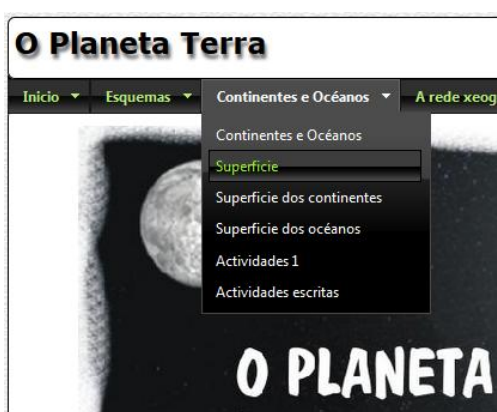 O Planeta Terra
Inicio Esquemas Continentes e Océanos A rede xeog
Continentes e Océanos
Superficie
Superficie dos continentes
Superficie dos océanos
Actividades 1
Actividades escritas
O PLANETA